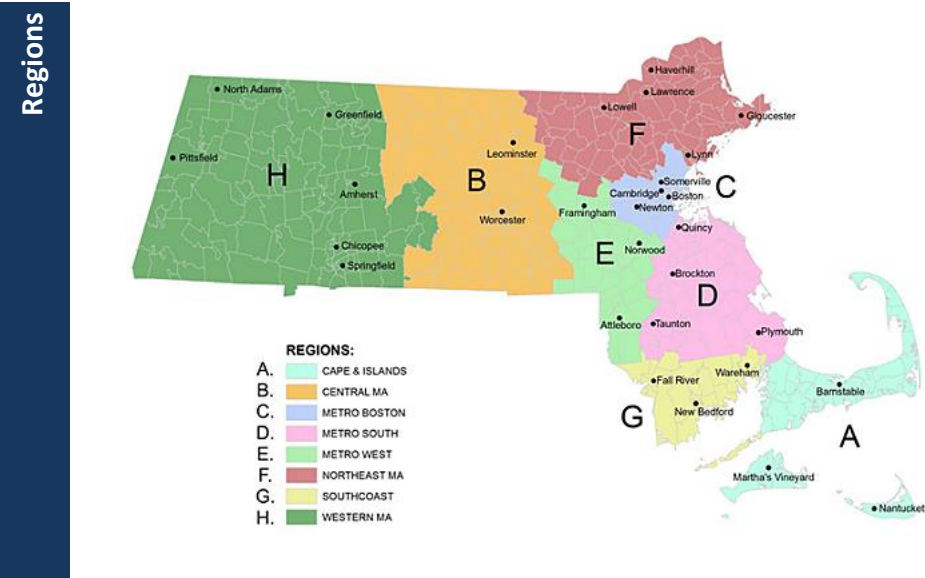 Regions
Haverhill
North Adams
Lawrence
Lowell
Greenfield
Gloucester
F
Leominster
Pittsfield
Lynn
H
B
Somerville
C
Amherst
Cambridge
Boston
Newton
Framingham
Worcester
Quincy
Chicopee
Norwood
E
Springfield
Brockton
D
Attleboro
Taunton
Plymouth
REGIONS:
A. CAPE & ISLANDS
B. CENTRAL MA
C. METRO BOSTON
D. METRO SOUTH
E. METRO WEST
F. NORTHEAST MA
G. SOUTHCOAST
H. WESTERN MA
Wareham
Fall River
Barnstable
New Bedford
G
A
Martha's Vineyard
Nantucket